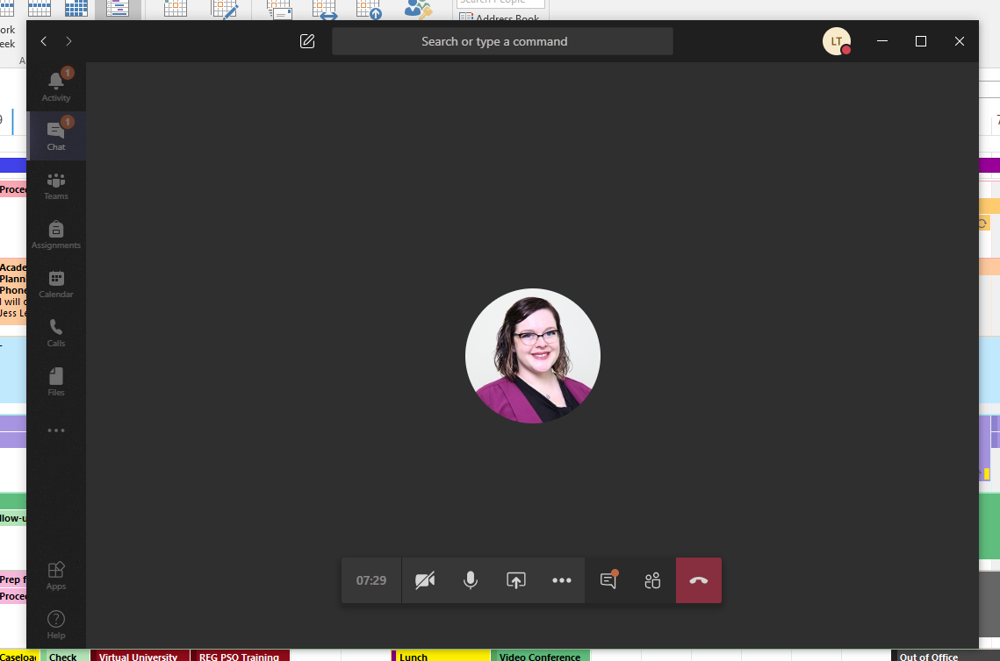 Search People
ork
eek
Address Book
Search or type a command
LT
1
Activity
1
Chat
Teams
Proce
Assignments
Acade
Plann
Phone
I will c
Jess Le
Calendar
Calls
Files
llow-u
Prep f
Proce
07:29
Apps
?
Help
Caseloa
Check
Virtual University
REG PSO Training
Lunch
Video Conference
Out of Office